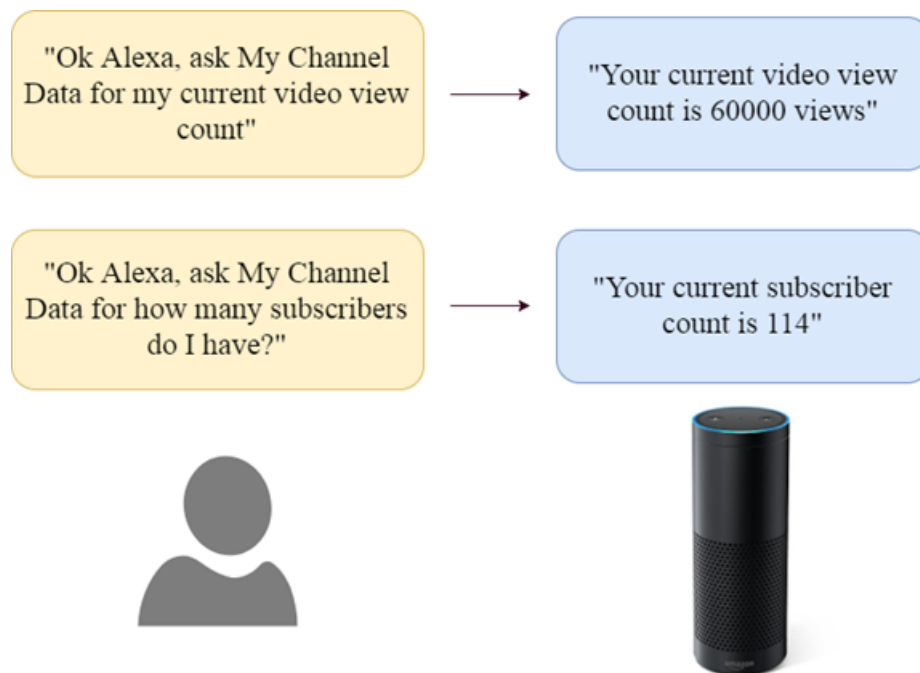 "Ok Alexa, ask My Channel
Data for my current video view
count"
"Your current video view
count is 60000 views"
"Ok Alexa, ask My Channel
Data for how many subscribers
do I have?"
"Your current subscriber
count is 114"
amazon